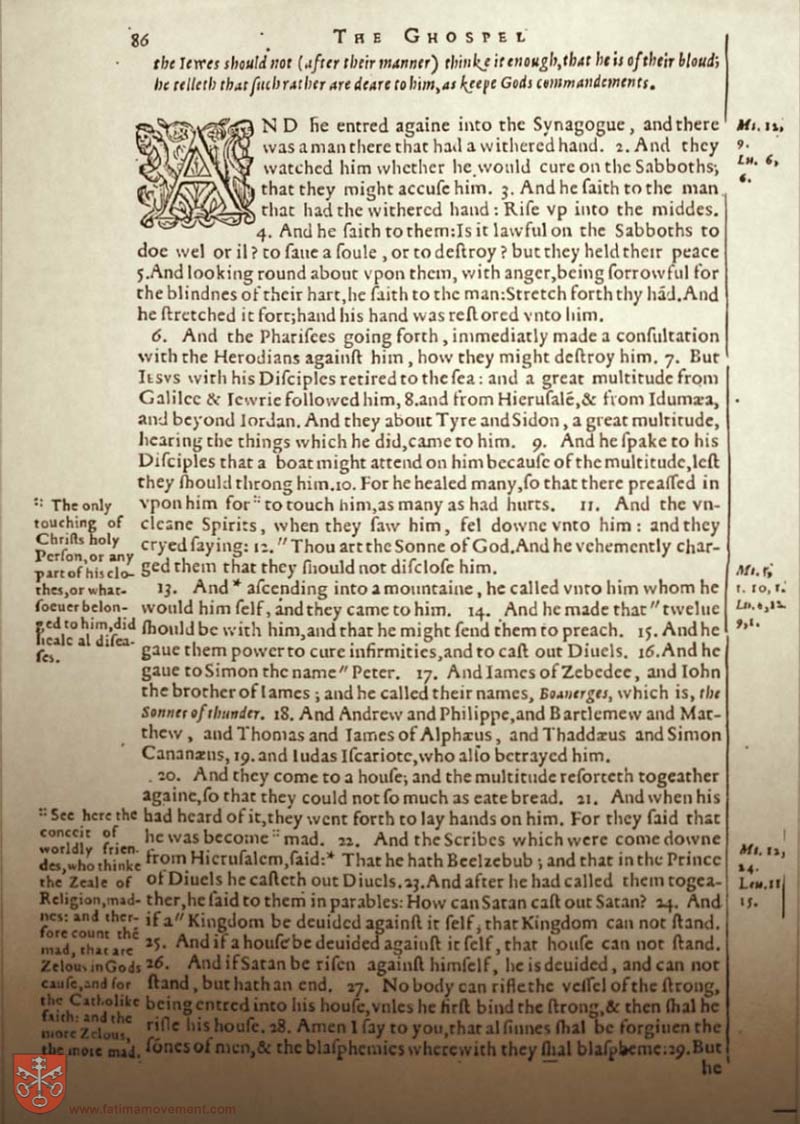 86 THE GHOSPEL
the Iewes should not (after their manner) thinke it enough, that he is of their bloud;
he telleth that ſuch rather are deare to him, as keepe Gods commandements.
AND he entred againe into the Synagogue, and there
was a man there that had a withered hand. 2. And they
watched him whether he would cure on the Sabboths;
that they might accuſe him. 3. And he ſaith to the man
that had the withered hand: Riſe vp into the middes.
4. And he ſaith to them: Is it lawful on the Sabboths to
doe wel or il? to ſaue a ſoule, or to deſtroy? but they held their peace
5. And looking round about vpon them, with anger, being ſorrowful for
the blindnes of their hart, he ſaith to the man: Stretch forth thy hãd. And
he ſtretched it fort; hand his hand was reſtored vnto him.
6. And the Phariſees going forth, immediatly made a conſultation
with the Herodians againſt him, how they might deſtroy him. 7. But
IESVS with his Diſciples retired to the ſea: and a great multitude from
Galilee & Iewrie followed him, 8. and from Hieruſalẽ, & from Idumæa,
and beyond Iordan. And they about Tyre and Sidon, a great multitude,
hearing the things which he did, came to him. 9. And he ſpake to his
Diſciples that a boat might attend on him becauſe of the multitude, leſt
they ſhould throng him. 10. For he healed many, ſo that there preaſſed in
vpon him for :: to touch him, as many as had hurts. 11. And the vn-
cleane Spirits, when they ſaw him, fel downe vnto him: and they
cryed ſaying: 12. " Thou art the Sonne of God. And he vehemently char-
ged them that they ſhould not diſcloſe him.
13. And * aſcending into a mountaine, he called vnto him whom he
would him ſelf, and they came to him. 14. And he made that " twelue
ſhould be with him, and that he might ſend them to preach. 15. And he
gaue them power to cure infirmities, and to caſt out Diuels. 16. And he
gaue to Simon the name " Peter. 17. And Iames of Zebedee, and Iohn
the brother of Iames; and he called their names, Boanerges, which is, the
Sonnes of thunder. 18. And Andrew and Philippe, and Bartlemew and Mat-
thew, and Thomas and Iames of Alphæus, and Thaddæus and Simon
Cananæus, 19. and Iudas Iſcariote, who alſo betrayed him.
20. And they come to a houſe; and the multitude reſorteth togeather
againe, ſo that they could not ſo much as eate bread. 21. And when his
had heard of it, they went forth to lay hands on him. For they ſaid that
he was become :: mad. 22. And the Scribes which were come downe
from Hieruſalem, ſaid: * That he hath Beelzebub; and that in the Prince
of Diuels he caſteth out Diuels. 23. And after he had called them togea-
ther, he ſaid to them in parables: How can Satan caſt out Satan? 24. And
if a " Kingdom be deuided againſt it ſelf, that Kingdom can not ſtand.
25. And if a houſe be deuided againſt it ſelf, that houſe can not ſtand.
26. And if Satan be riſen againſt himſelf, he is deuided, and can not
ſtand, but hath an end. 27. No body can rifle the veſſel of the ſtrong,
being entred into his houſe, vnles he firſt bind the ſtrong, & then ſhal he
rifle his houſe. 28. Amen I ſay to you, that al ſinnes ſhal be forgiuen the
ſõnes of men, & the blaſphemies wherewith they ſhal blaſpheme: 29. But
he
:: The only
touching of
Chriſts holy
Perſon, or any
part of his clo-
thes, or what-
ſoeuer belon-
ged to him, did
heale al diſea-
ſes.
:: See here the
conceit of
worldly frien-
des, who thinke
the Zeale of
Religion, mad-
nes: and ther-
fore count thẽ
mad, that are
Zelous in Gods
cauſe, and for
the Catholike
faith: and the
more Zelous,
the more mad.
Mt. 12,
9.
Lu. 6,
6.
Lu. 6, 12.
9, 1.
Mt. 12,
24.
Lu. 11
15.
www.fatimamovement.com